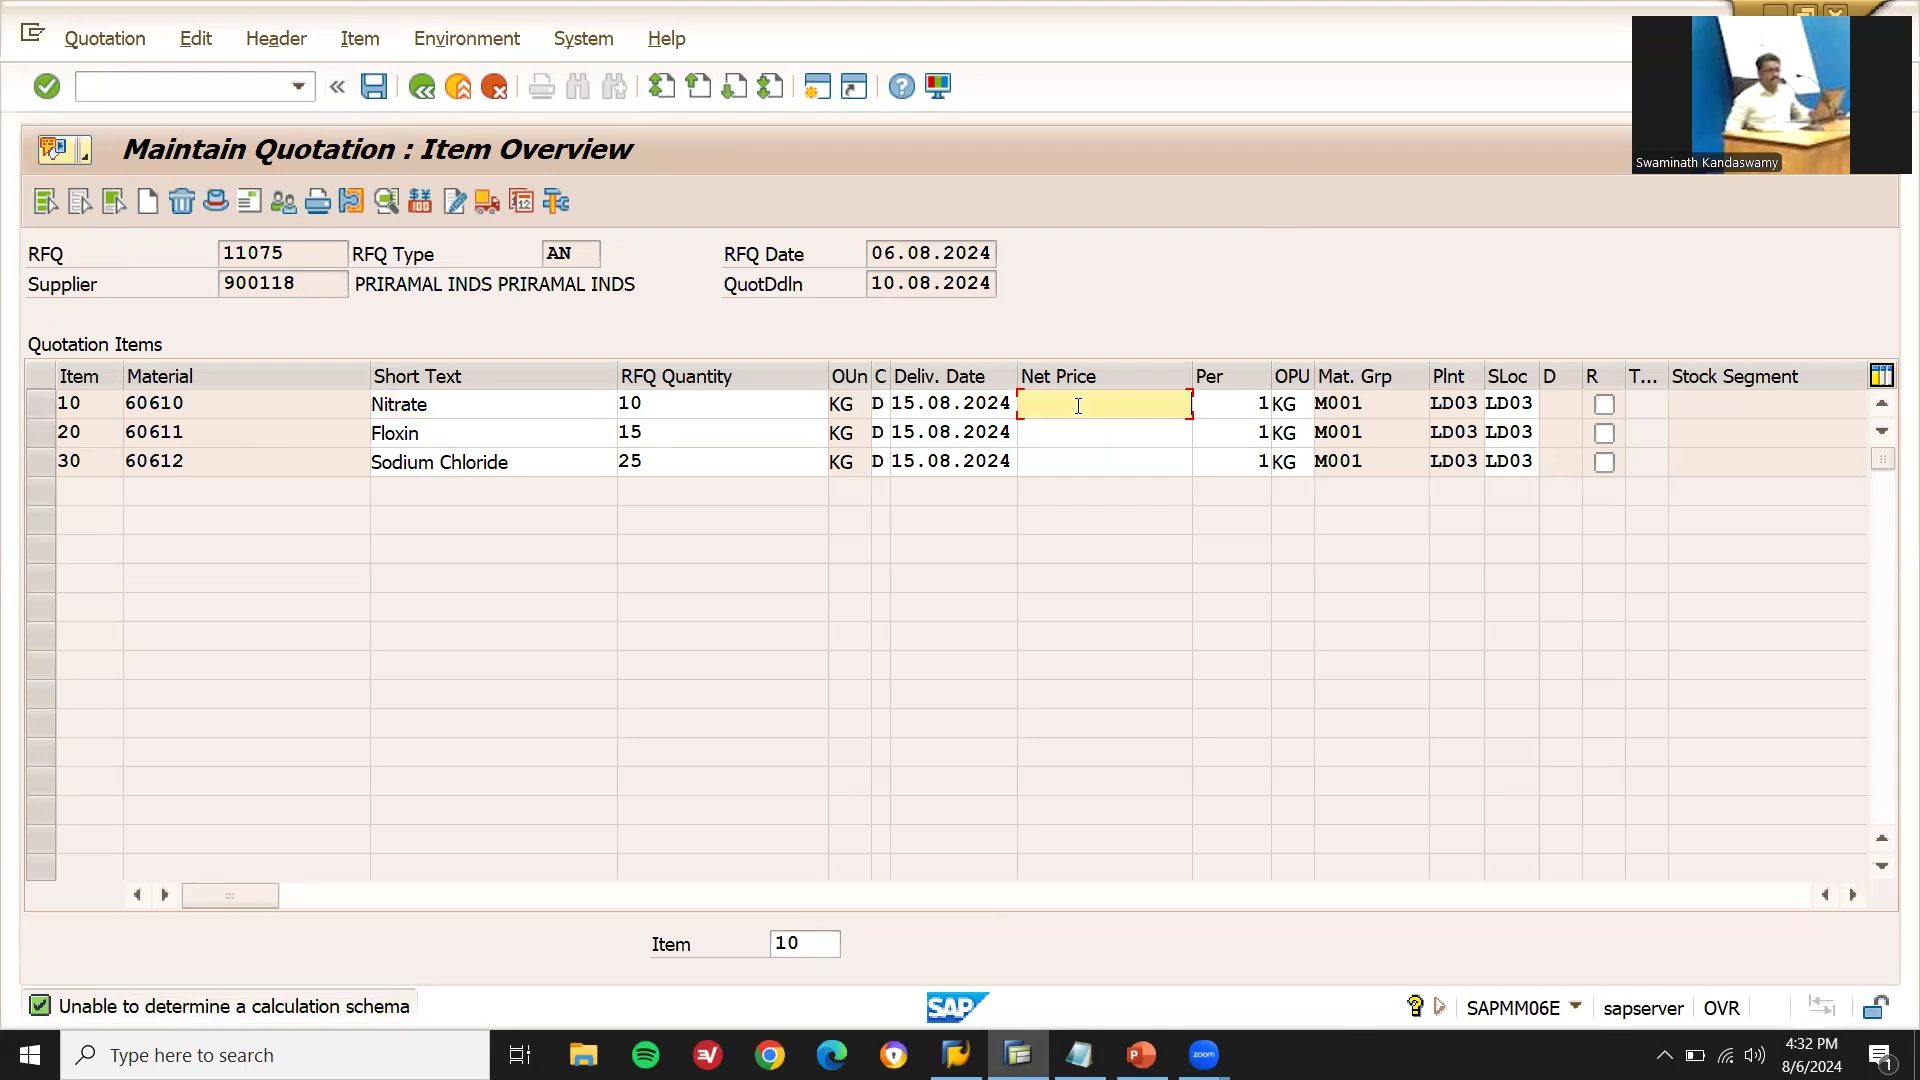 Quotation Edit Header Item Environment System Help
Maintain Quotation : Item Overview
Swaminath Kandaswamy
RFQ 11075 RFQ Type AN RFQ Date 06.08.2024
Supplier 900118 PRIRAMAL INDS PRIRAMAL INDS QuotDdln 10.08.2024
Quotation Items
Item Material Short Text RFQ Quantity OUn C Deliv. Date Net Price Per OPU Mat. Grp Plnt SLoc D R T... Stock Segment
10 60610 Nitrate 10 KG D 15.08.2024 1 KG M001 LD03 LD03
20 60611 Floxin 15 KG D 15.08.2024 1 KG M001 LD03 LD03
30 60612 Sodium Chloride 25 KG D 15.08.2024 1 KG M001 LD03 LD03
Item 10
Unable to determine a calculation schema
SAP
SAPMM06E sapserver OVR
Type here to search
zoom
4:32 PM
8/6/2024
1